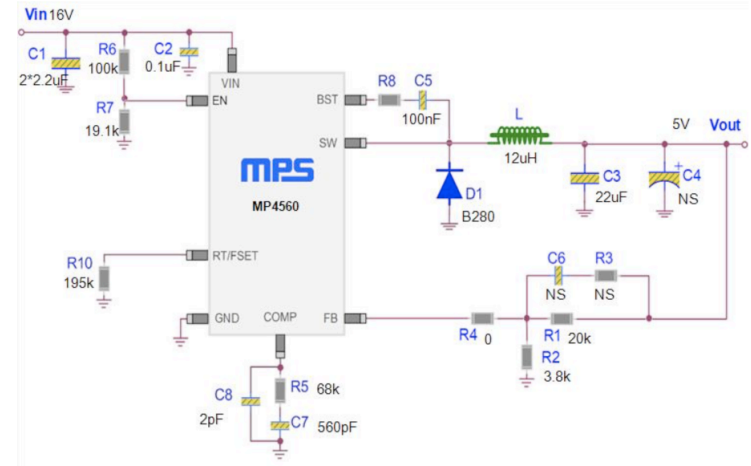 Vin 16V
C1
2*2.2uF
R6
100k
C2
0.1uF
R7
19.1k
VIN
EN
BST
SW
mps
MP4560
RT/FSET
GND
COMP
FB
R8
C5
100nF
L
12uH
5V
Vout
D1
B280
C3
22uF
+
C4
NS
R10
195k
C6
NS
R3
NS
R4
0
R1
20k
R2
3.8k
C8
2pF
R5
68k
C7
560pF